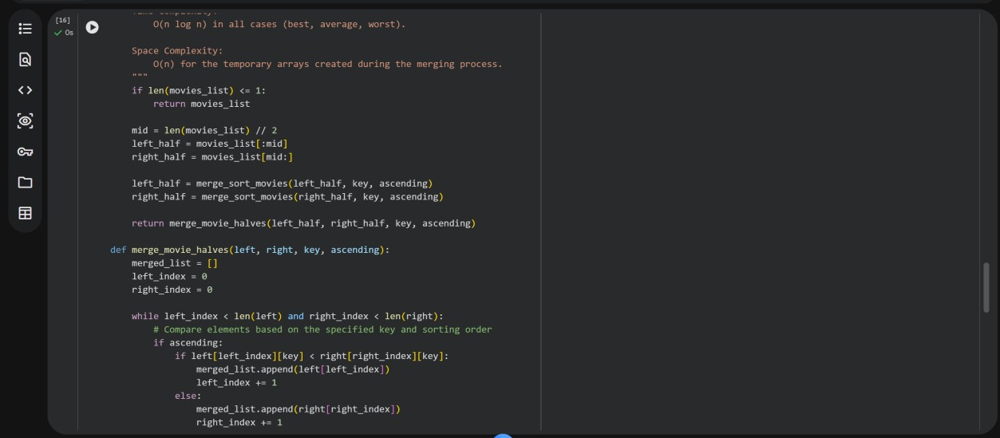 [16]
0s
Time Complexity:
O(n log n) in all cases (best, average, worst).
Space Complexity:
O(n) for the temporary arrays created during the merging process.
"""
if len(movies_list) <= 1:
return movies_list
mid = len(movies_list) // 2
left_half = movies_list[:mid]
right_half = movies_list[mid:]
left_half = merge_sort_movies(left_half, key, ascending)
right_half = merge_sort_movies(right_half, key, ascending)
return merge_movie_halves(left_half, right_half, key, ascending)
def merge_movie_halves(left, right, key, ascending):
merged_list = []
left_index = 0
right_index = 0
while left_index < len(left) and right_index < len(right):
# Compare elements based on the specified key and sorting order
if ascending:
if left[left_index][key] < right[right_index][key]:
merged_list.append(left[left_index])
left_index += 1
else:
merged_list.append(right[right_index])
right_index += 1